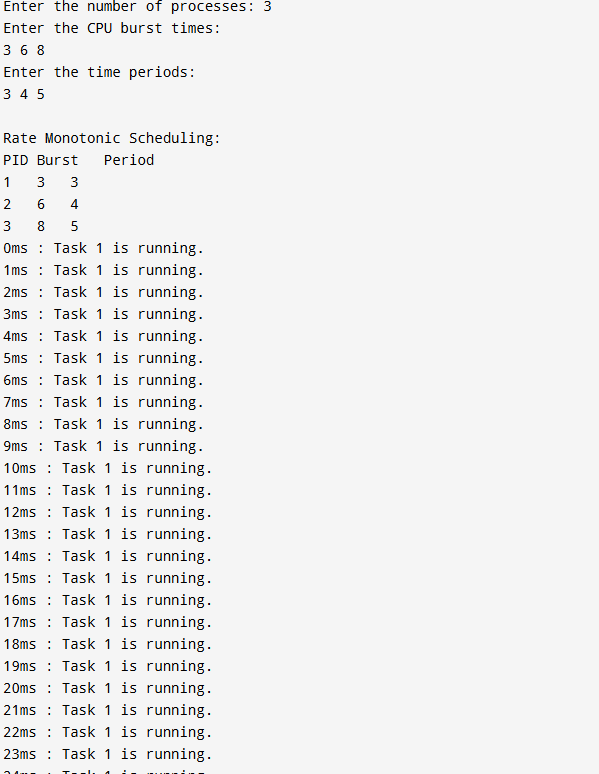 Enter the number of processes: 3
Enter the CPU burst times:
3 6 8
Enter the time periods:
3 4 5
Rate Monotonic Scheduling:
PID Burst   Period
1   3   3
2   6   4
3   8   5
0ms : Task 1 is running.
1ms : Task 1 is running.
2ms : Task 1 is running.
3ms : Task 1 is running.
4ms : Task 1 is running.
5ms : Task 1 is running.
6ms : Task 1 is running.
7ms : Task 1 is running.
8ms : Task 1 is running.
9ms : Task 1 is running.
10ms : Task 1 is running.
11ms : Task 1 is running.
12ms : Task 1 is running.
13ms : Task 1 is running.
14ms : Task 1 is running.
15ms : Task 1 is running.
16ms : Task 1 is running.
17ms : Task 1 is running.
18ms : Task 1 is running.
19ms : Task 1 is running.
20ms : Task 1 is running.
21ms : Task 1 is running.
22ms : Task 1 is running.
23ms : Task 1 is running.